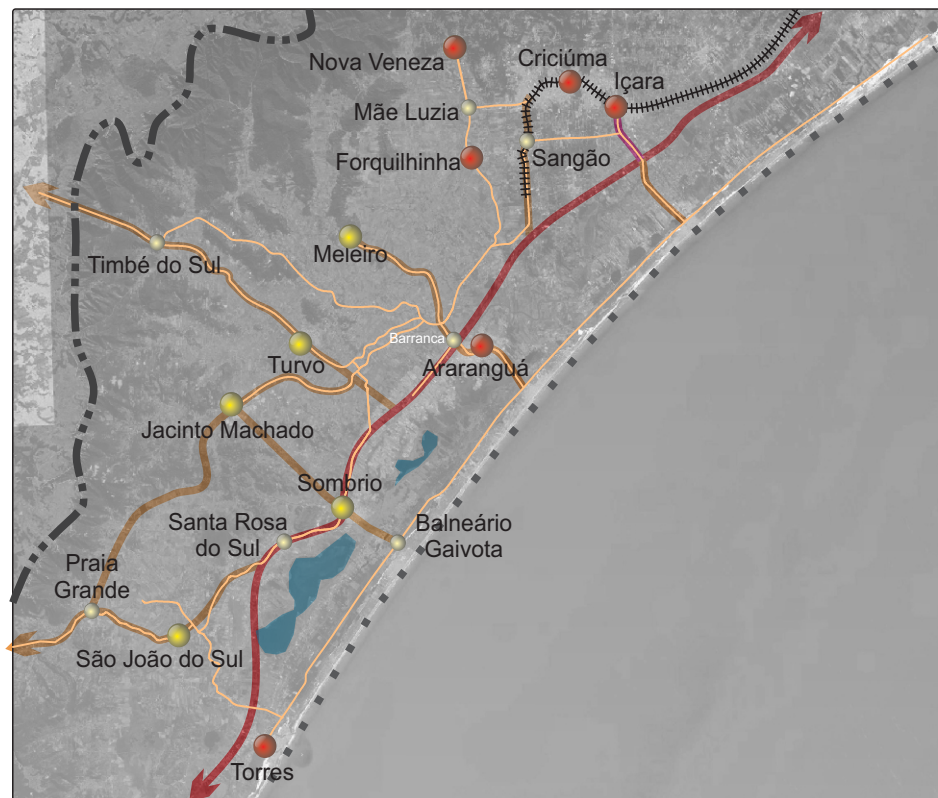 Nova Veneza
Criciúma
Içara
Mãe Luzia
Forquilhinha
Sangão
Timbé do Sul
Meleiro
Barranca
Araranguá
Turvo
Jacinto Machado
Sombrio
Santa Rosa
do Sul
Balneário
Gaivota
Praia
Grande
São João do Sul
Torres